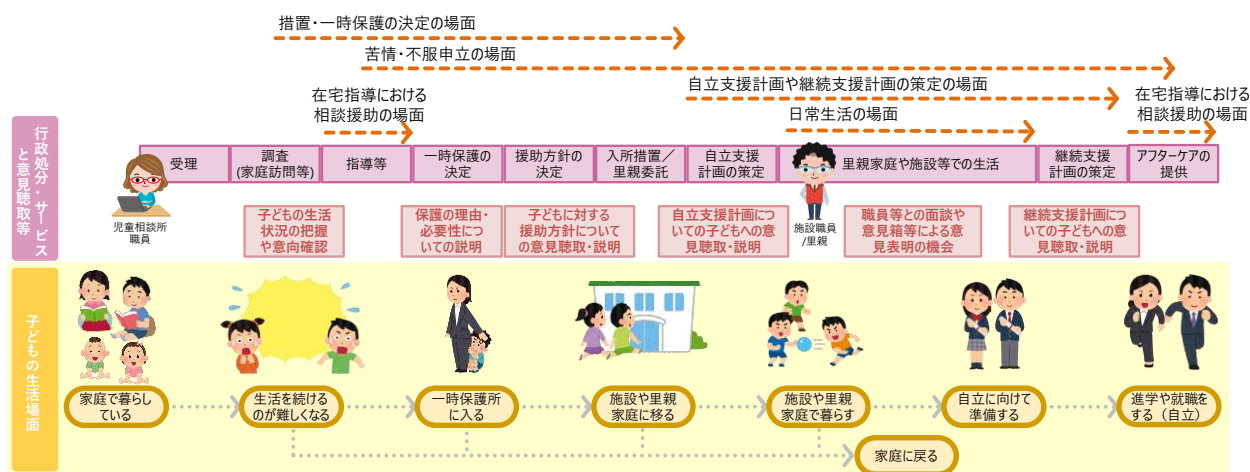 措置・一時保護の決定の場面
苦情・不服申立の場面
自立支援計画や継続支援計画の策定の場面
在宅指導における
相談援助の場面
日常生活の場面
在宅指導における
相談援助の場面
行政処分・サービス
と意見聴取等
受理
調査
(家庭訪問等)
指導等
一時保護の
決定
援助方針の
決定
入所措置／
里親委託
自立支援
計画の策定
里親家庭や施設等での生活
継続支援
計画の策定
アフターケアの
提供
児童相談所
職員
施設職員
/里親
子どもの生活
状況の把握
や意向確認
保護の理由・
必要性につ
いての説明
子どもに対する
援助方針について
の意見聴取・説明
自立支援計画につ
いての子どもへの意
見聴取・説明
職員等との面談や
意見箱等による意
見表明の機会
継続支援計画につ
いての子どもへの意
見聴取・説明
子どもの生活場面
家庭で暮らし
ている
生活を続ける
のが難しくなる
一時保護所
に入る
施設や里親
家庭に移る
施設や里親
家庭で暮らす
自立に向けて
準備する
進学や就職を
する（自立）
家庭に戻る